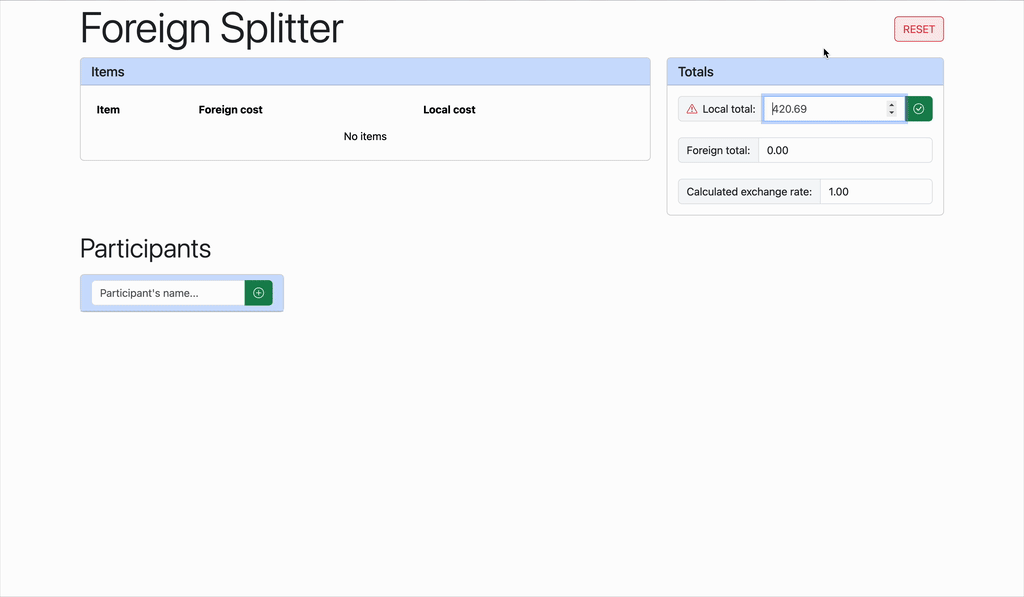 Foreign Splitter
RESET
Items
Item Foreign cost Local cost
No items
Totals
Local total: 420.69
Foreign total: 0.00
Calculated exchange rate: 1.00
Participants
Participant's name...